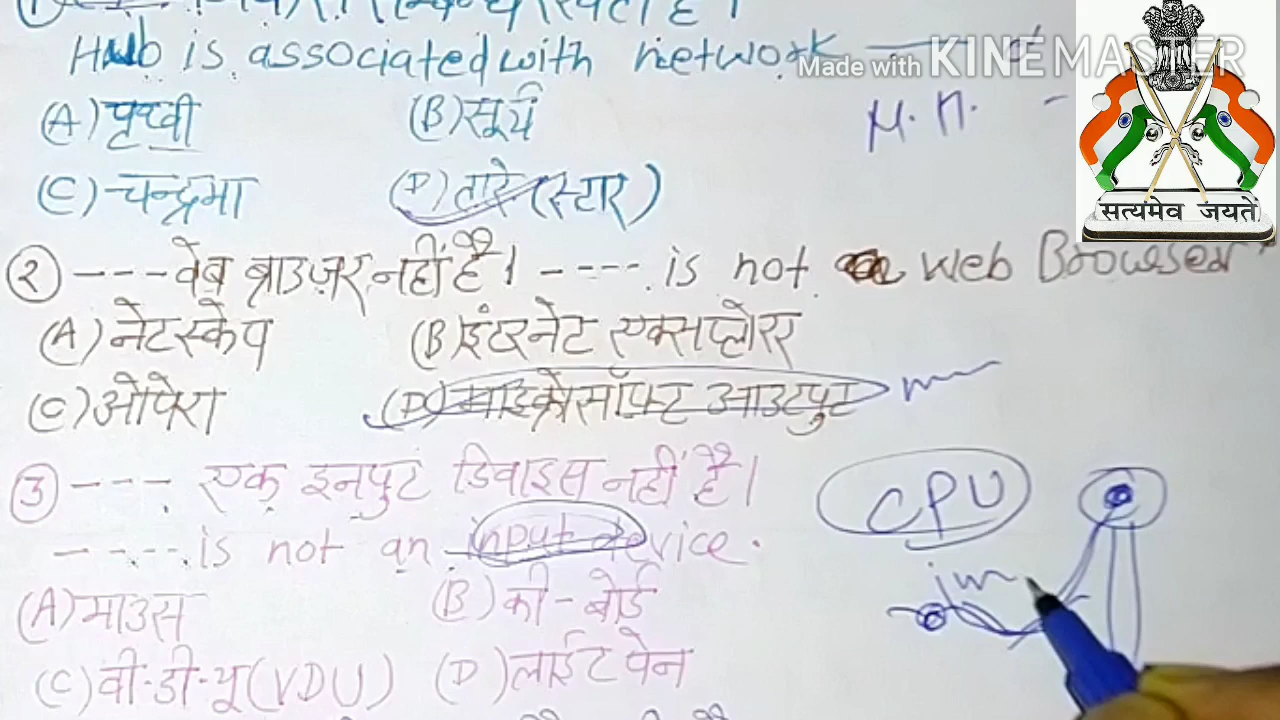 Hub is associated with network
Made with KINEMASTER
(A) पृथ्वी (B) सूर्य
(C) चन्द्रमा (D) तारे (स्टार)
सत्यमेव जयते
② ---- वेब ब्राउज़र नहीं है। ---- is not a web Browser
(A) नेटस्केप (B) इंटरनेट एक्सप्लोरर
(C) ओपेरा (D) माइक्रोसॉफ्ट आउटपुट
③ ---- एक इनपुट डिवाइस नहीं है।
CPU
----- is not an input device.
(A) माउस (B) की-बोर्ड
(C) वी.डी.यू (VDU) (D) लाईट पेन